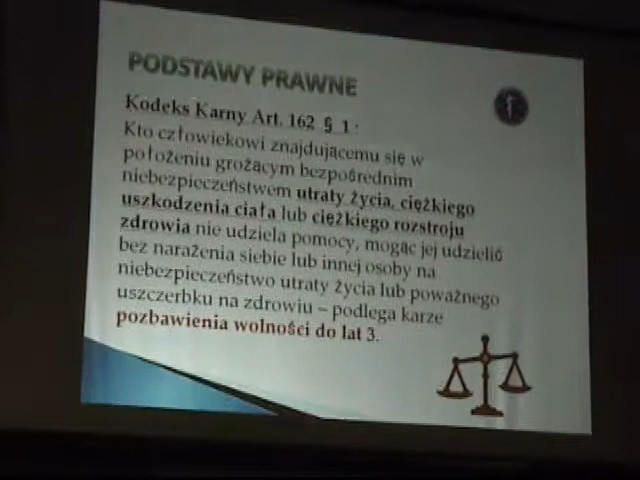 PODSTAWY PRAWNE
Kodeks Karny Art. 162 § 1 :
Kto człowiekowi znajdującemu się w
położeniu grożącym bezpośrednim
niebezpieczeństwem utraty życia, ciężkiego
uszkodzenia ciała lub ciężkiego rozstroju
zdrowia nie udziela pomocy, mogąc jej udzielić
bez narażenia siebie lub innej osoby na
niebezpieczeństwo utraty życia lub poważnego
uszczerbku na zdrowiu – podlega karze
pozbawienia wolności do lat 3.